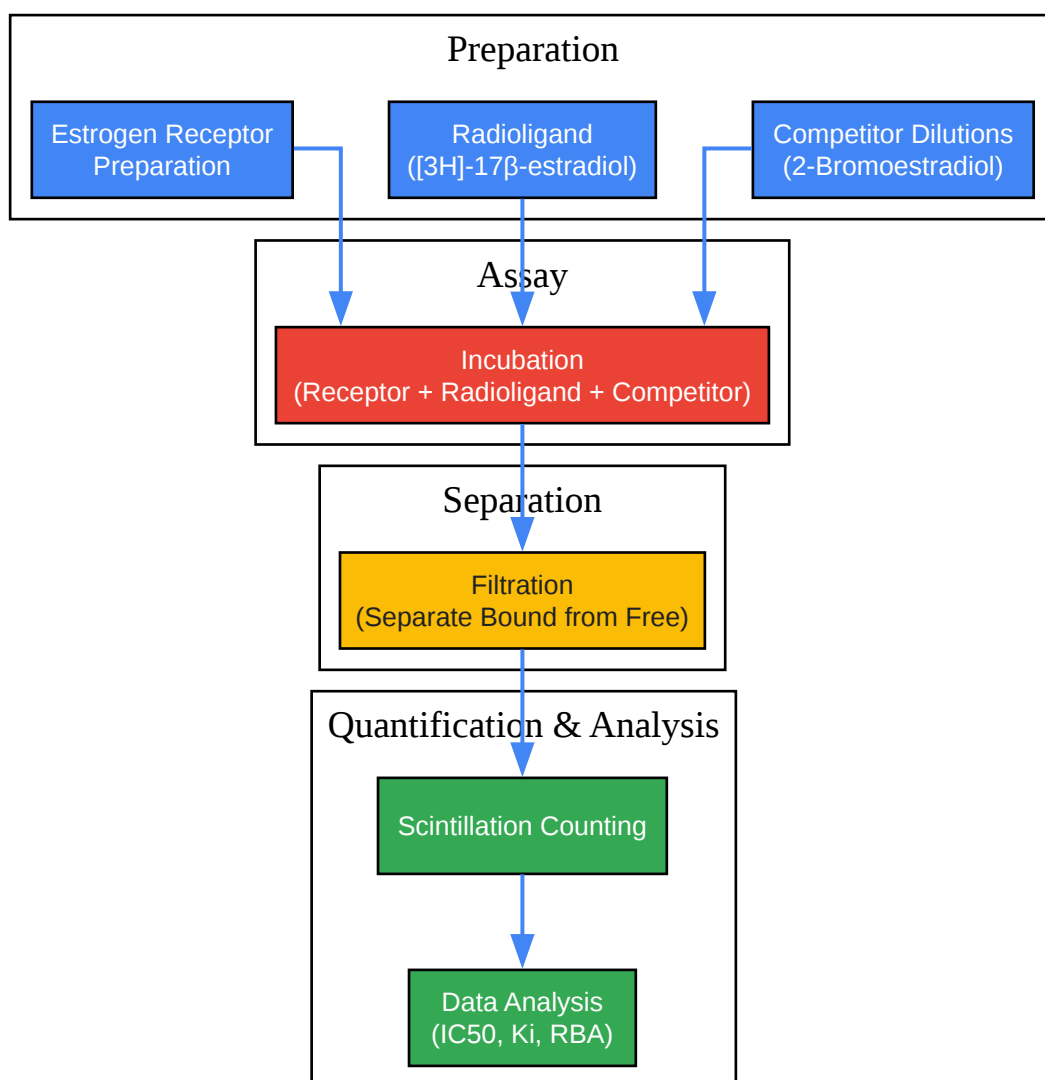 Preparation
Estrogen Receptor
Preparation
Radioligand
([3H]-17β-estradiol)
Competitor Dilutions
(2-Bromoestradiol)
Assay
Incubation
(Receptor + Radioligand + Competitor)
Separation
Filtration
(Separate Bound from Free)
Quantification & Analysis
Scintillation Counting
Data Analysis
(IC50, Ki, RBA)